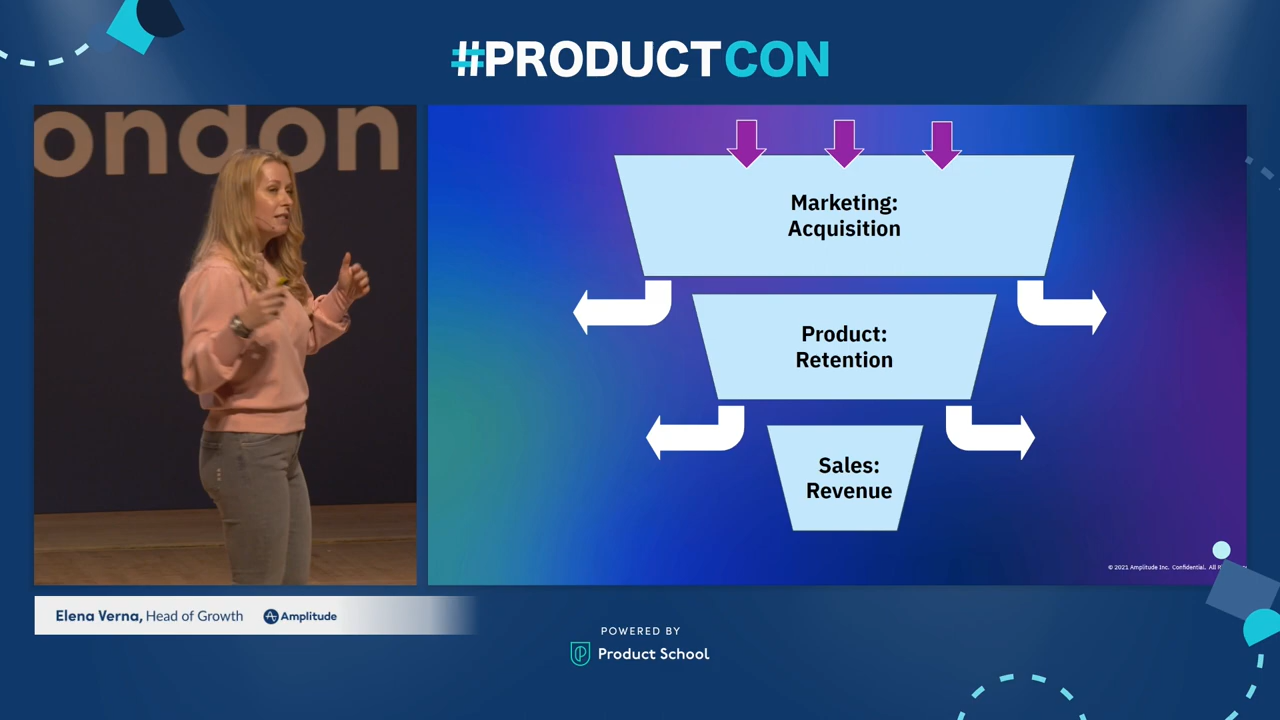 #PRODUCTCON
ondon
Marketing:
Acquisition
Product:
Retention
Sales:
Revenue
© 2021 Amplitude Inc. Confidential. All
Elena Verna, Head of Growth
Amplitude
POWERED BY
Product School